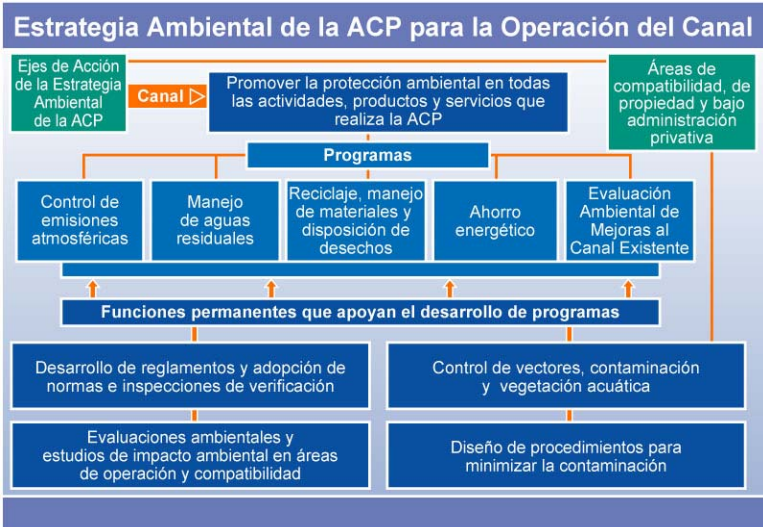 Estrategia Ambiental de la ACP para la Operación del Canal
Ejes de Acción
de la Estrategia
Ambiental
de la ACP
Canal
Promover la protección ambiental en todas
las actividades, productos y servicios que
realiza la ACP
Áreas de
compatibilidad, de
propiedad y bajo
administración
privativa
Programas
Control de
emisiones
atmosféricas
Manejo
de aguas
residuales
Reciclaje, manejo
de materiales y
disposición de
desechos
Ahorro
energético
Evaluación
Ambiental de
Mejoras al
Canal Existente
Funciones permanentes que apoyan el desarrollo de programas
Desarrollo de reglamentos y adopción de
normas e inspecciones de verificación
Control de vectores, contaminación
y vegetación acuática
Evaluaciones ambientales y
estudios de impacto ambiental en áreas
de operación y compatibilidad
Diseño de procedimientos para
minimizar la contaminación